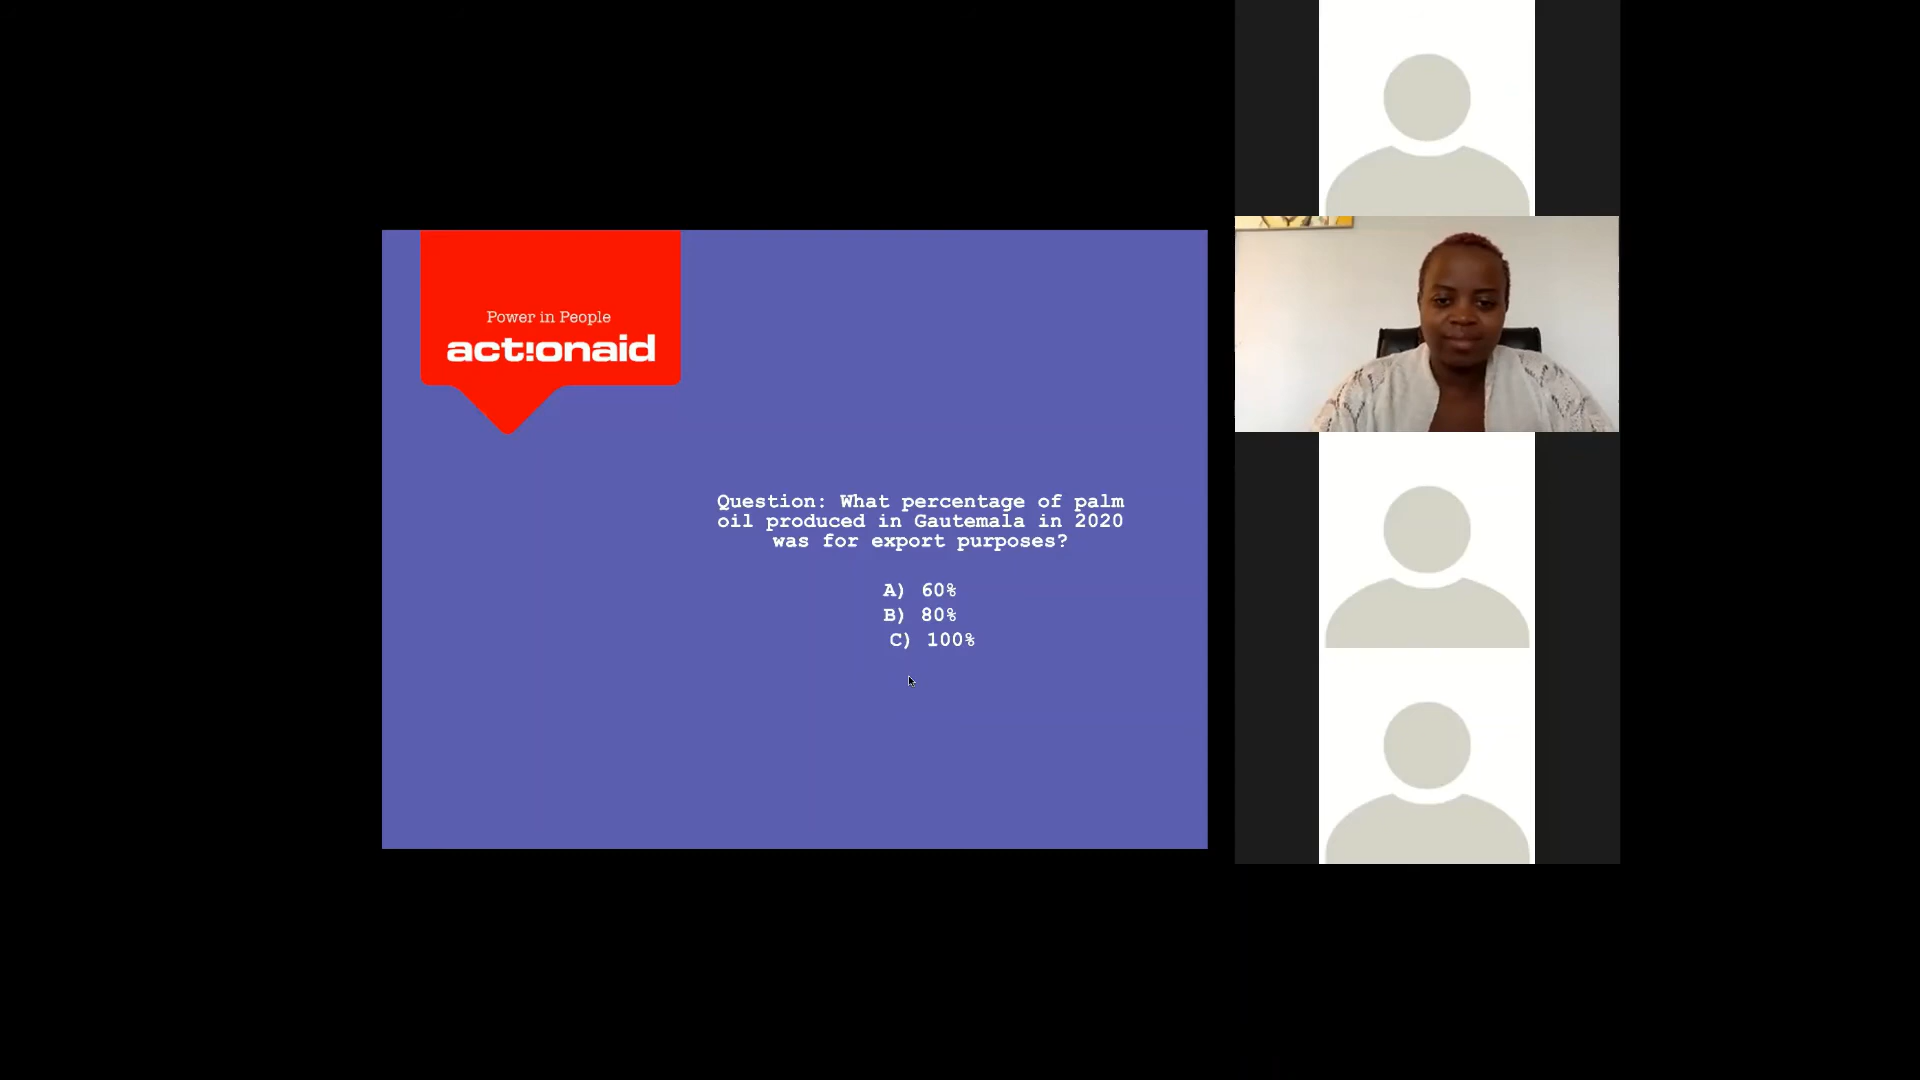 Power in People
act!onaid
Question: What percentage of palm
oil produced in Gautemala in 2020
was for export purposes?
A) 60%
B) 80%
C) 100%